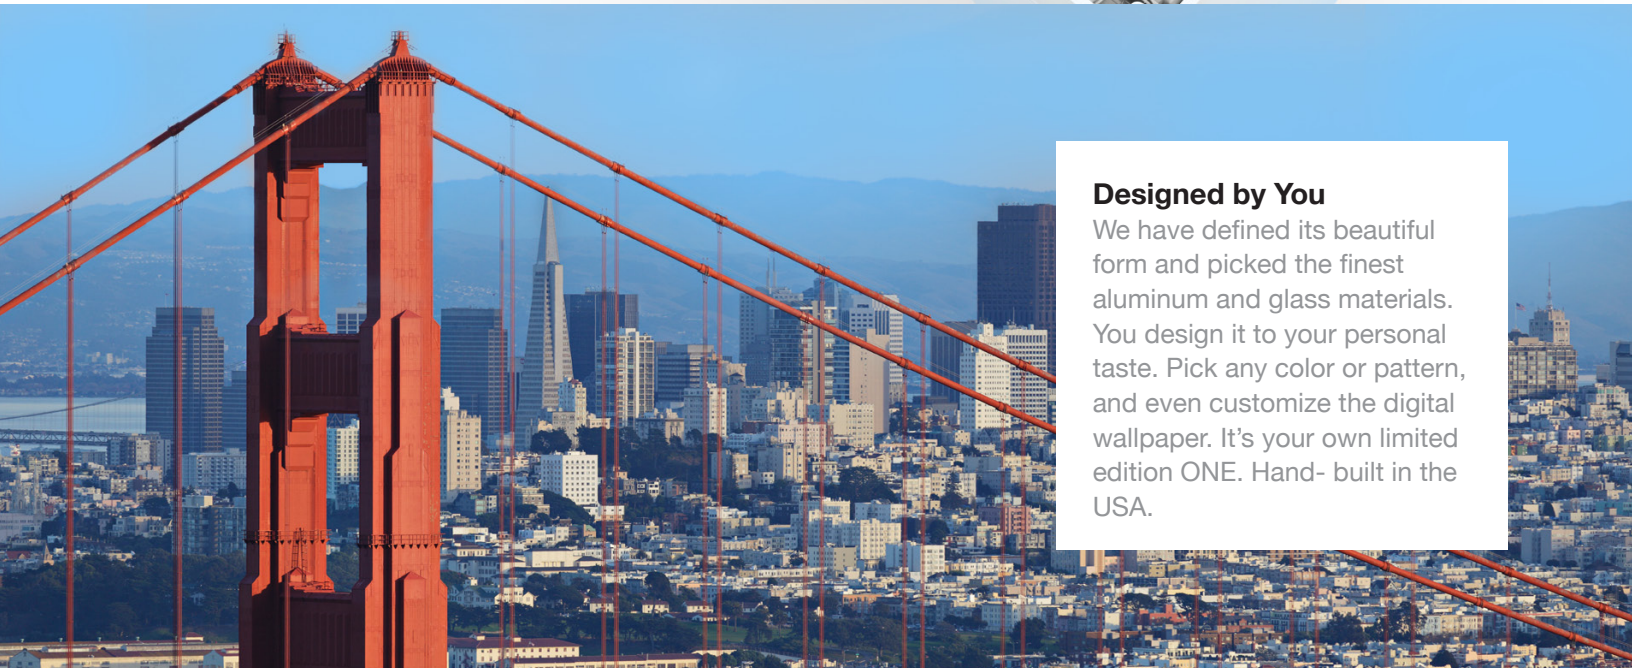 Designed by You
We have defined its beautiful
form and picked the finest
aluminum and glass materials.
You design it to your personal
taste. Pick any color or pattern,
and even customize the digital
wallpaper. It’s your own limited
edition ONE. Hand- built in the
USA.